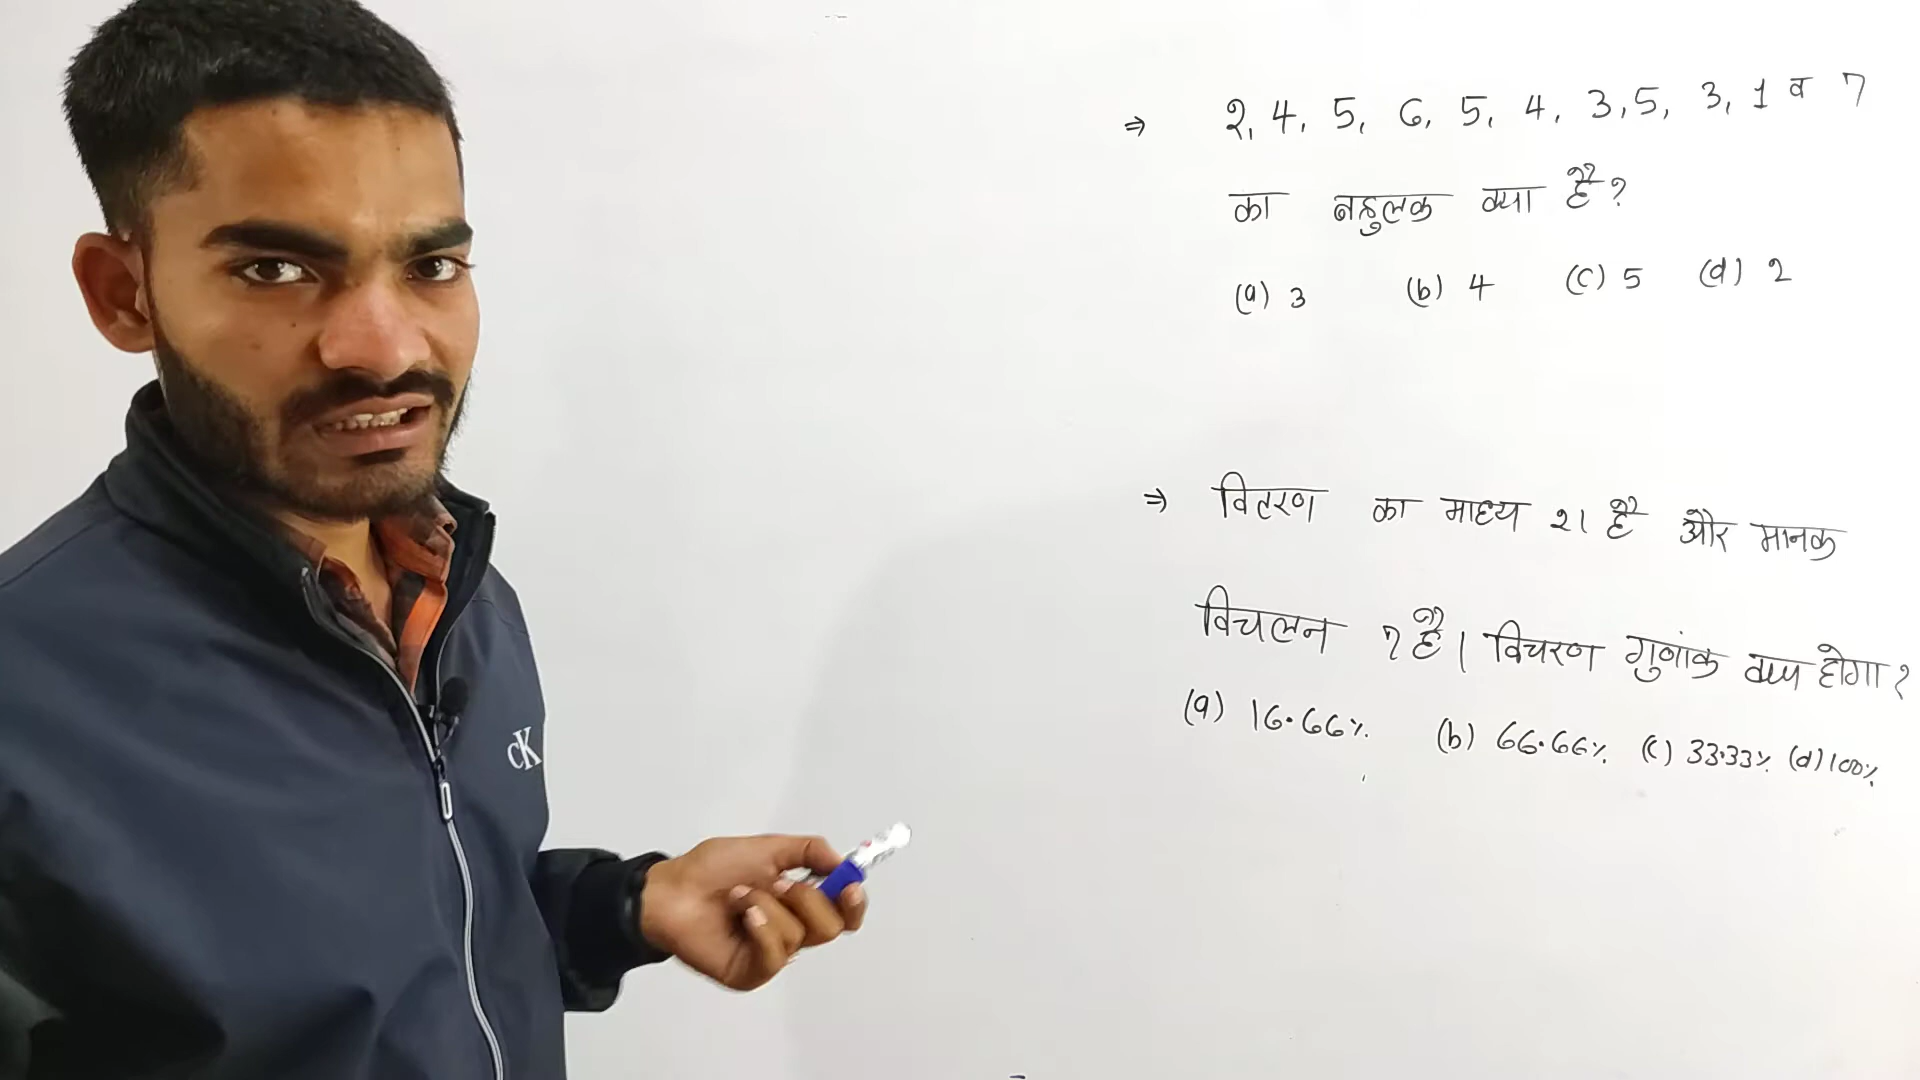 ⇒ 2, 4, 5, 6, 5, 4, 3, 5, 3, 1 व 7
का बहुलक क्या है?
(a) 3 (b) 4 (c) 5 (d) 2
⇒ वितरण का माध्य 21 है और मानक
विचलन 7 है। विचरण गुणांक क्या होगा?
(a) 16.66% (b) 66.66% (c) 33.33% (d) 100%
cK